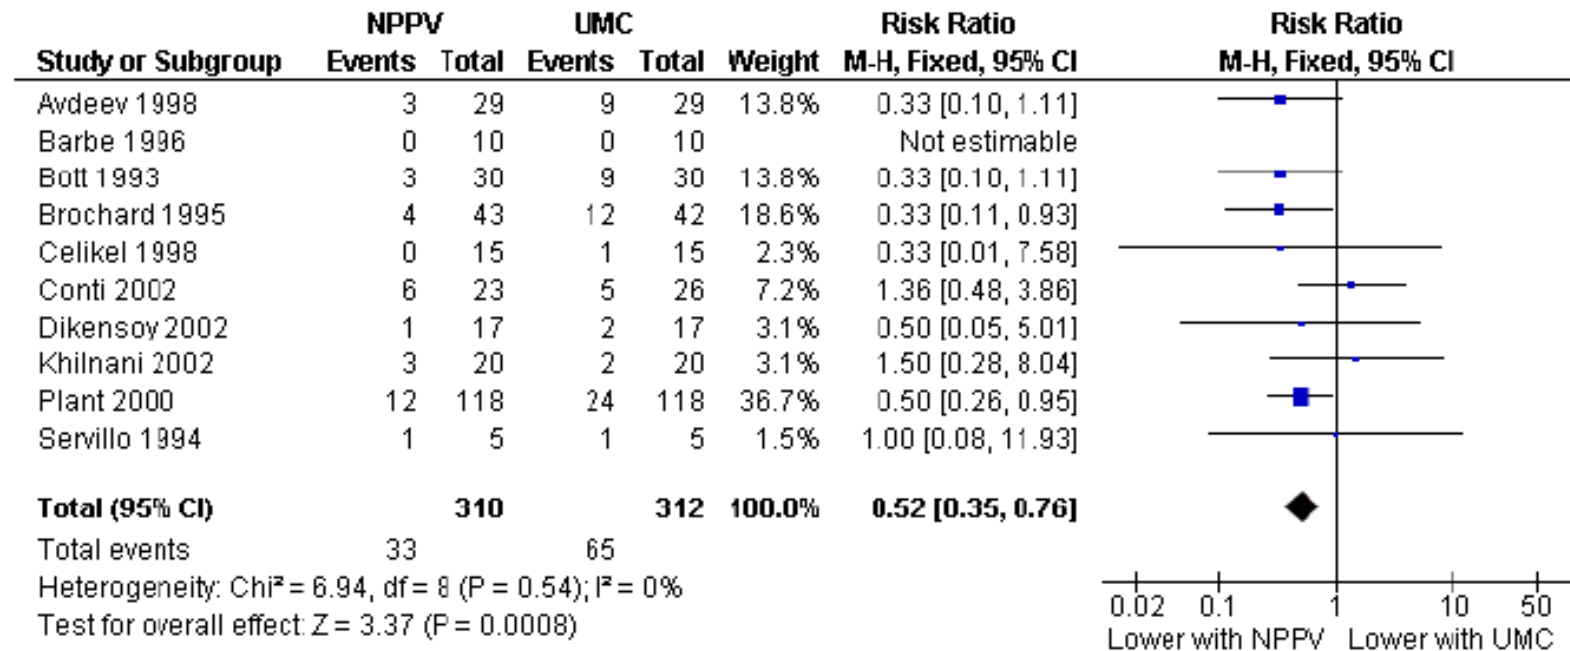 NPPV UMC Risk Ratio Risk Ratio
Study or Subgroup Events Total Events Total Weight M-H, Fixed, 95% CI M-H, Fixed, 95% CI
Avdeev 1998 3 29 9 29 13.8% 0.33 [0.10, 1.11]
Barbe 1996 0 10 0 10 Not estimable
Bott 1993 3 30 9 30 13.8% 0.33 [0.10, 1.11]
Brochard 1995 4 43 12 42 18.6% 0.33 [0.11, 0.93]
Celikel 1998 0 15 1 15 2.3% 0.33 [0.01, 7.58]
Conti 2002 6 23 5 26 7.2% 1.36 [0.48, 3.86]
Dikensoy 2002 1 17 2 17 3.1% 0.50 [0.05, 5.01]
Khilnani 2002 3 20 2 20 3.1% 1.50 [0.28, 8.04]
Plant 2000 12 118 24 118 36.7% 0.50 [0.26, 0.95]
Servillo 1994 1 5 1 5 1.5% 1.00 [0.08, 11.93]
Total (95% CI) 310 312 100.0% 0.52 [0.35, 0.76]
Total events 33 65
Heterogeneity: Chi² = 6.94, df = 8 (P = 0.54); I² = 0%
Test for overall effect: Z = 3.37 (P = 0.0008)
0.02 0.1 1 10 50
Lower with NPPV Lower with UMC